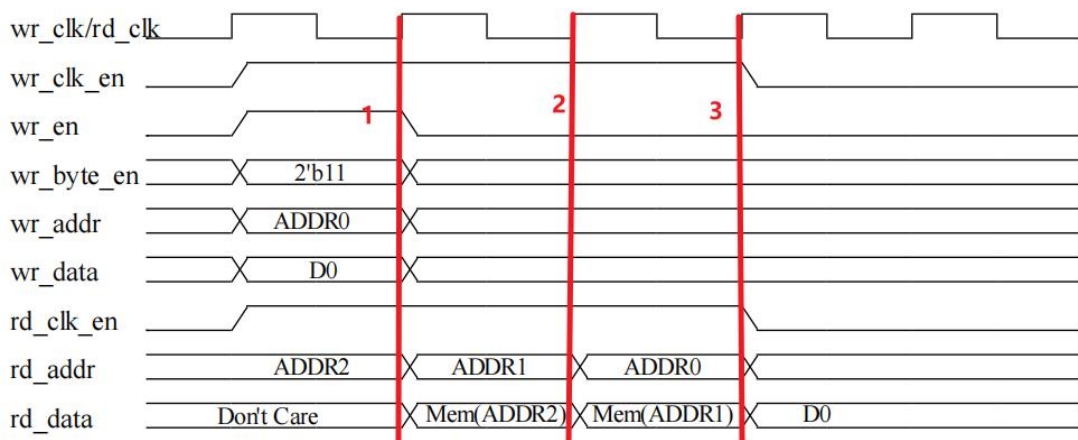 wr_clk/rd_clk
wr_clk_en
wr_en 1 2 3
wr_byte_en 2'b11
wr_addr ADDR0
wr_data D0
rd_clk_en
rd_addr ADDR2 ADDR1 ADDR0
rd_data Don't Care Mem(ADDR2) Mem(ADDR1) D0